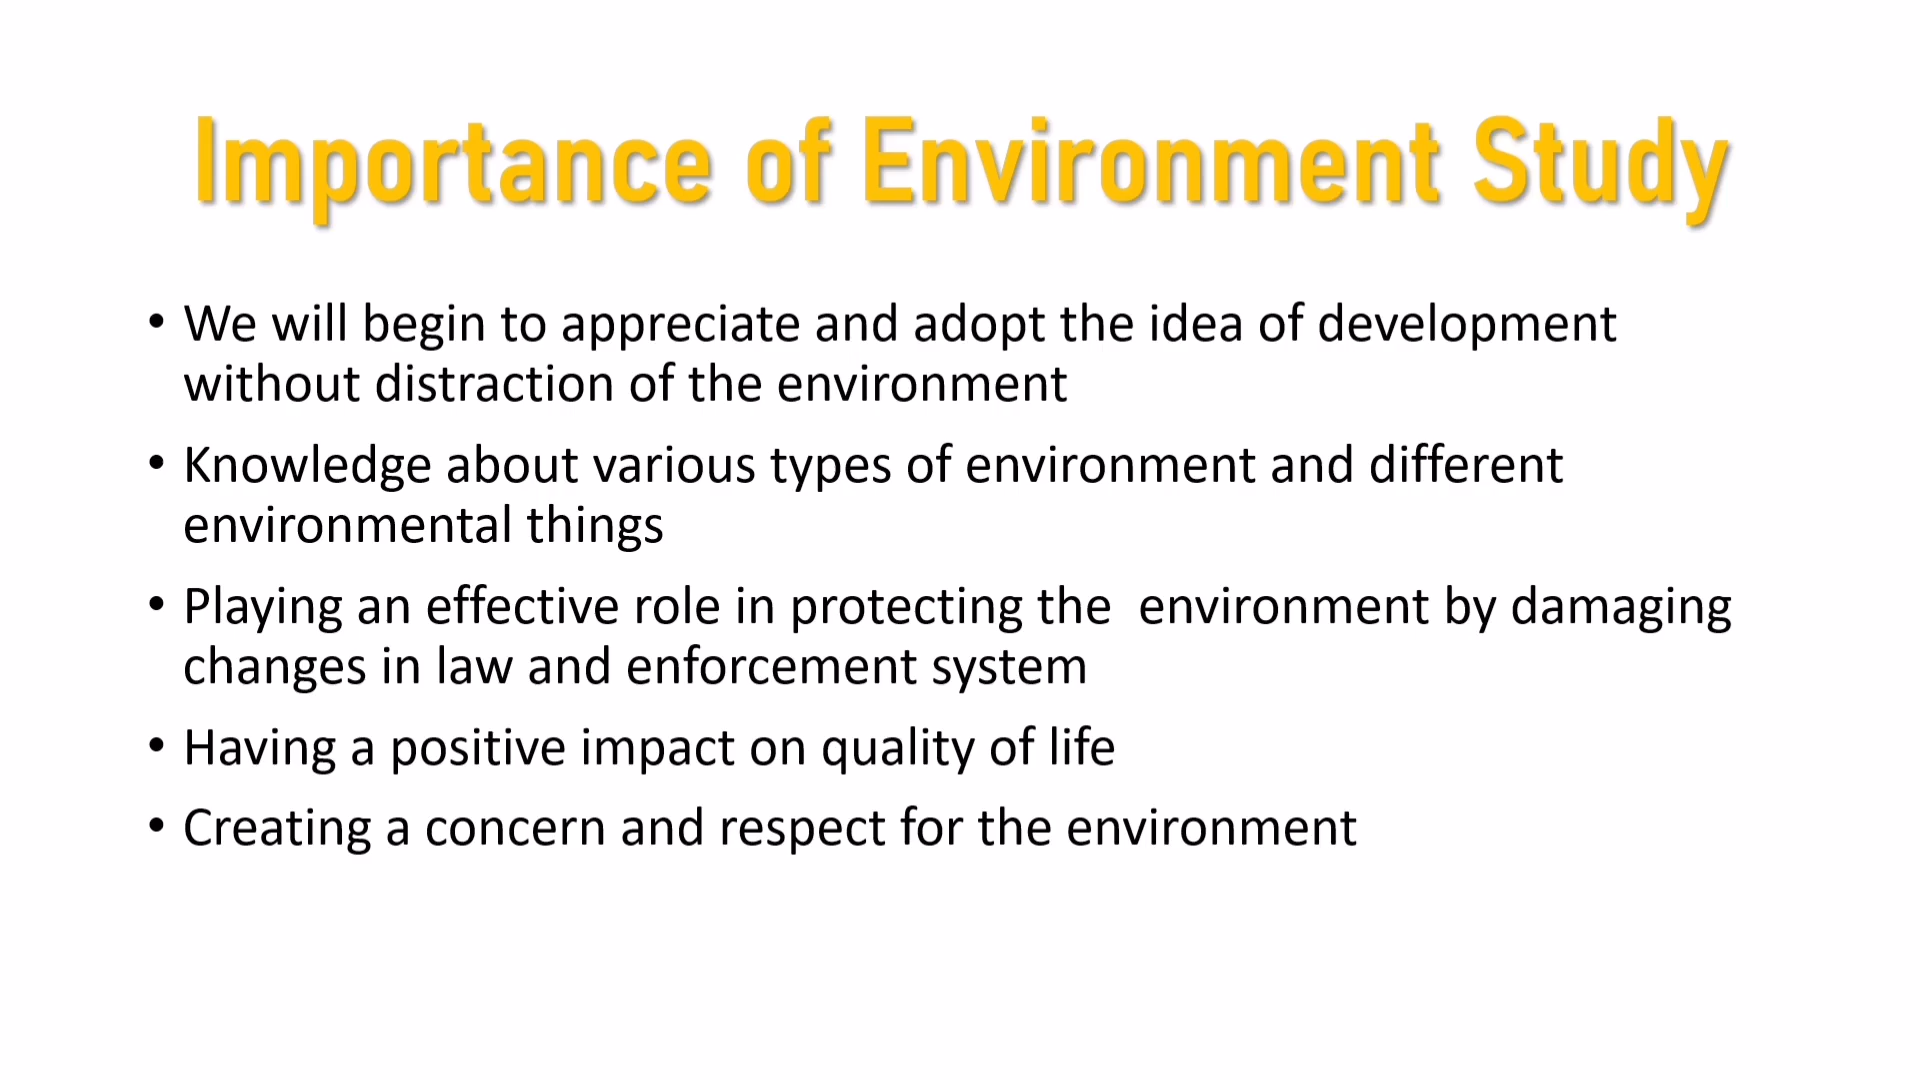 Importance of Environment Study
• We will begin to appreciate and adopt the idea of development
without distraction of the environment
• Knowledge about various types of environment and different
environmental things
• Playing an effective role in protecting the  environment by damaging
changes in law and enforcement system
• Having a positive impact on quality of life
• Creating a concern and respect for the environment